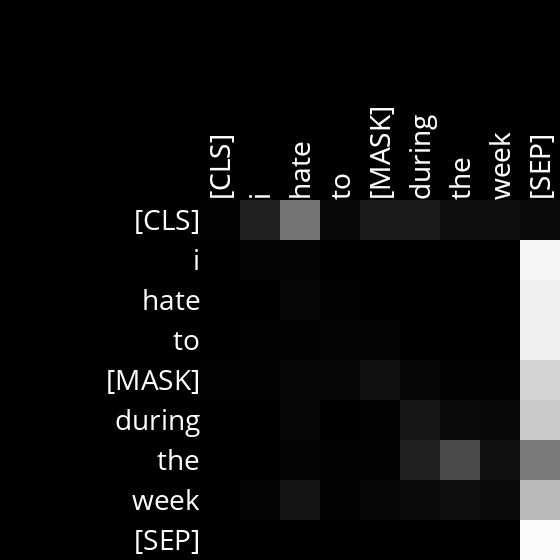 [CLS] i hate to [MASK] during the week [SEP]
[CLS]
i
hate
to
[MASK]
during
the
week
[SEP]